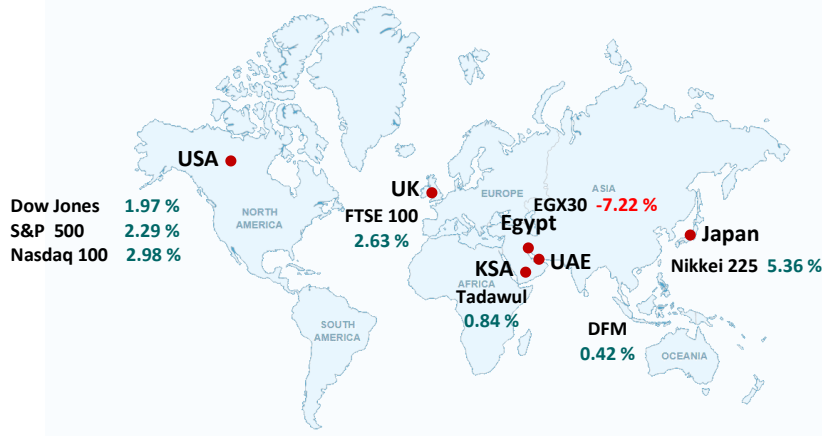 USA
Dow Jones 1.97 %
S&P 500 2.29 %
Nasdaq 100 2.98 %
NORTH
AMERICA
SOUTH
AMERICA
UK
FTSE 100
2.63 %
EUROPE
ASIA
EGX30 -7.22 %
Egypt
KSA
UAE
AFRICA
Tadawul
0.84 %
Japan
Nikkei 225 5.36 %
DFM
0.42 %
OCEANIA